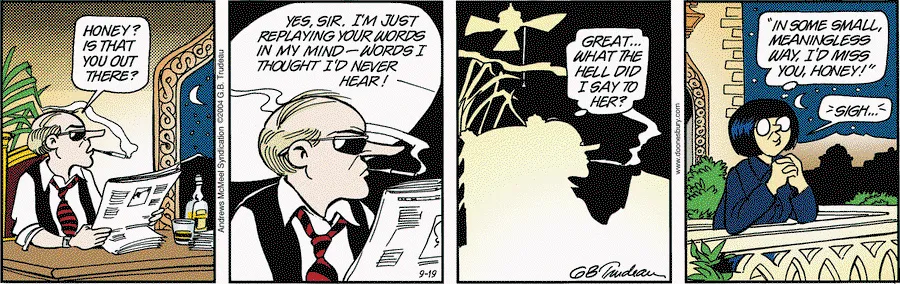 HONEY?
IS THAT
YOU OUT
THERE?
Andrews McMeel Syndication ©2004 G.B. Trudeau
YES, SIR. I'M JUST
REPLAYING YOUR WORDS
IN MY MIND — WORDS I
THOUGHT I'D NEVER
HEAR!
9-19
GREAT...
WHAT THE
HELL DID
I SAY TO
HER?
GB Trudeau
www.doonesbury.com
"IN SOME SMALL,
MEANINGLESS
WAY, I'D MISS
YOU, HONEY!"
SIGH...